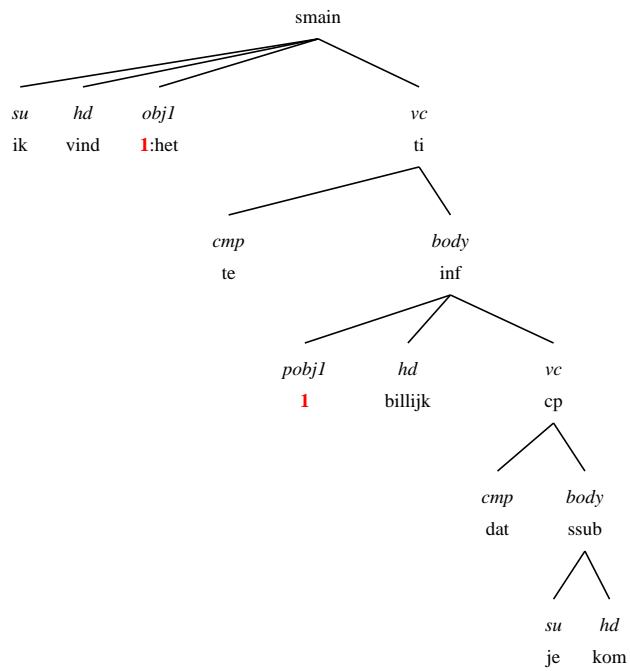 smain
su hd obj1 vc
ik vind 1:het ti
cmp body
te inf
pobj1 hd vc
1 billijk cp
cmp body
dat ssub
su hd
je kom